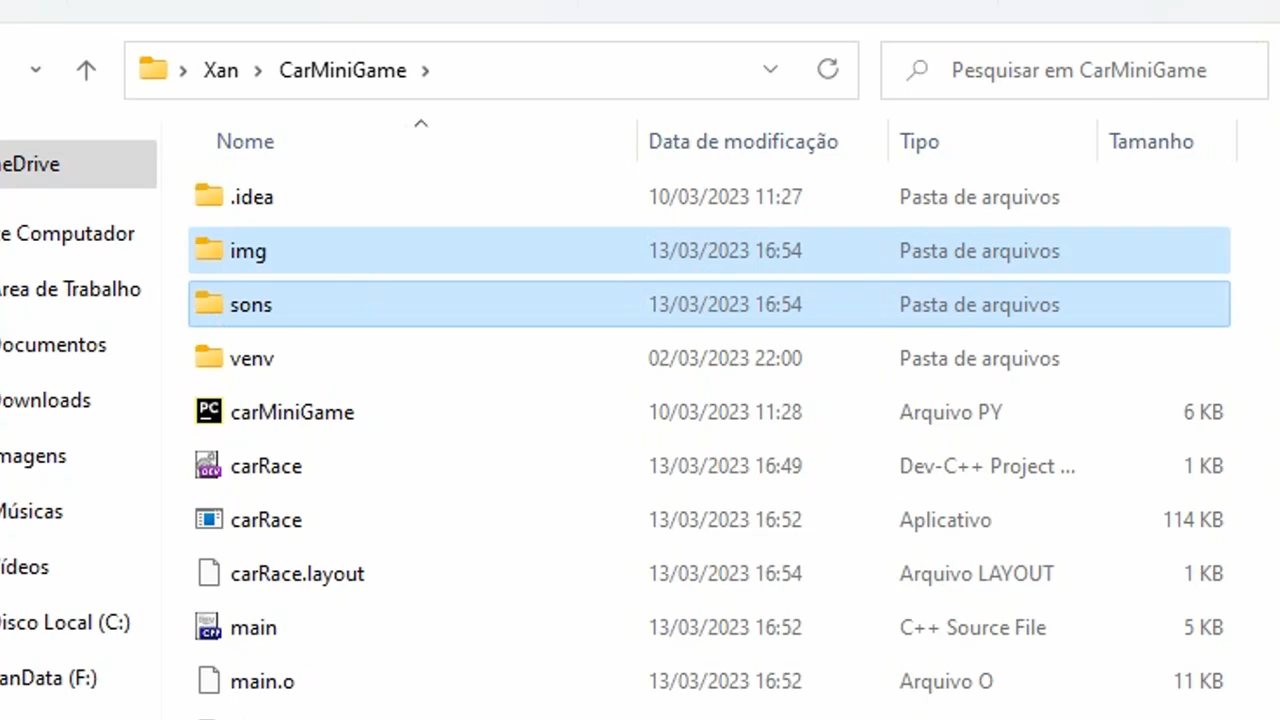 Xan > CarMiniGame >
Pesquisar em CarMiniGame
Nome Data de modificação Tipo Tamanho
eDrive
e Computador
rea de Trabalho
ocumentos
ownloads
magens
Músicas
ídeos
isco Local (C:)
anData (F:)
.idea 10/03/2023 11:27 Pasta de arquivos
img 13/03/2023 16:54 Pasta de arquivos
sons 13/03/2023 16:54 Pasta de arquivos
venv 02/03/2023 22:00 Pasta de arquivos
PC carMiniGame 10/03/2023 11:28 Arquivo PY 6 KB
carRace 13/03/2023 16:49 Dev-C++ Project ... 1 KB
carRace 13/03/2023 16:52 Aplicativo 114 KB
carRace.layout 13/03/2023 16:54 Arquivo LAYOUT 1 KB
main 13/03/2023 16:52 C++ Source File 5 KB
main.o 13/03/2023 16:52 Arquivo O 11 KB